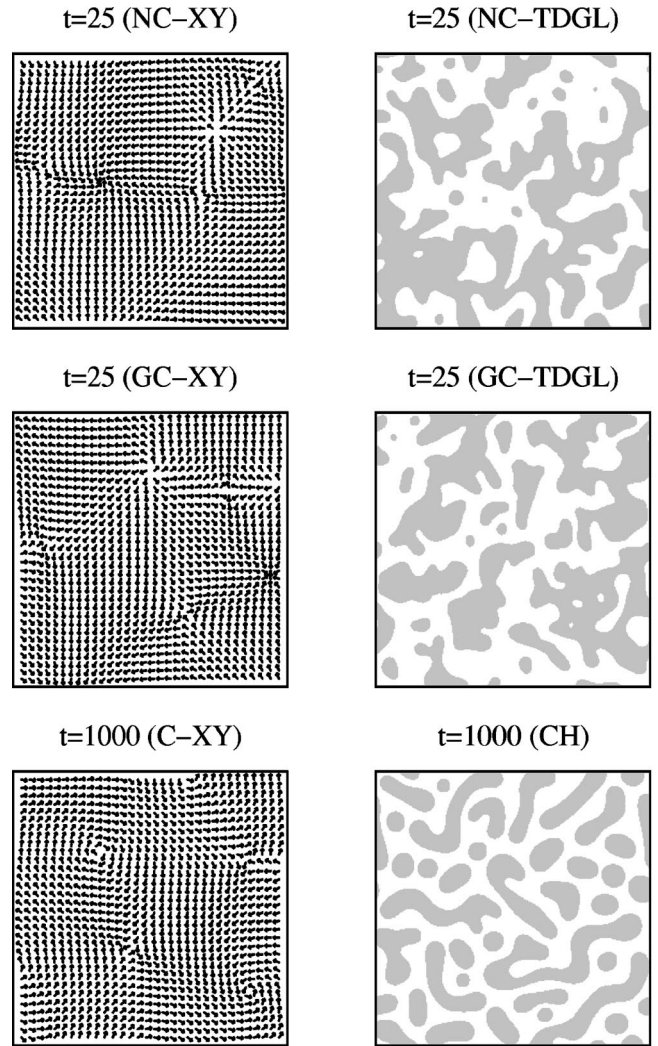 t=25 (NC−XY)
t=25 (NC−TDGL)
t=25 (GC−XY)
t=25 (GC−TDGL)
t=1000 (C−XY)
t=1000 (CH)